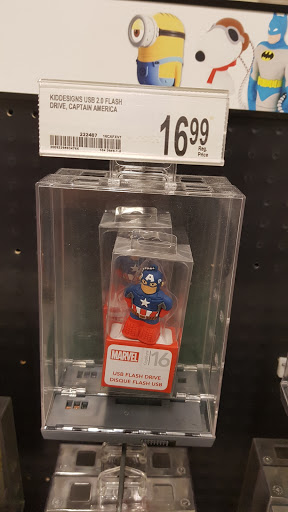 KIDDESIGNS USB 2.0 FLASH
DRIVE, CAPTAIN AMERICA
232407
16.99
Reg.
Price
A
MARVEL
16
USB FLASH DRIVE
DISQUE FLASH USB